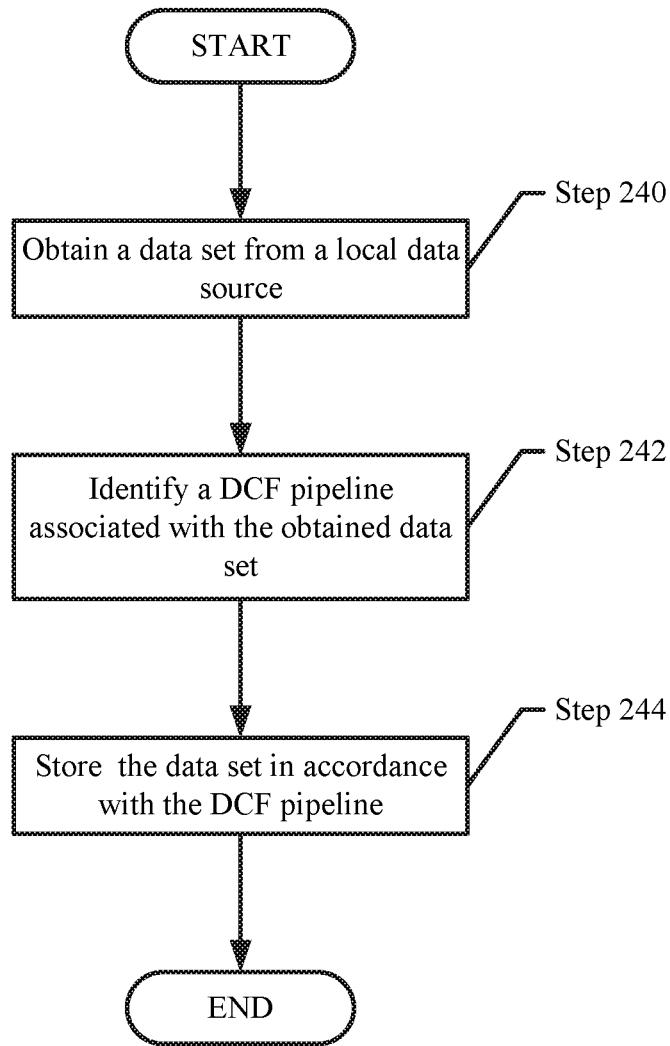 START
Step 240
Obtain a data set from a local data
source
Step 242
Identify a DCF pipeline
associated with the obtained data
set
Step 244
Store the data set in accordance
with the DCF pipeline
END